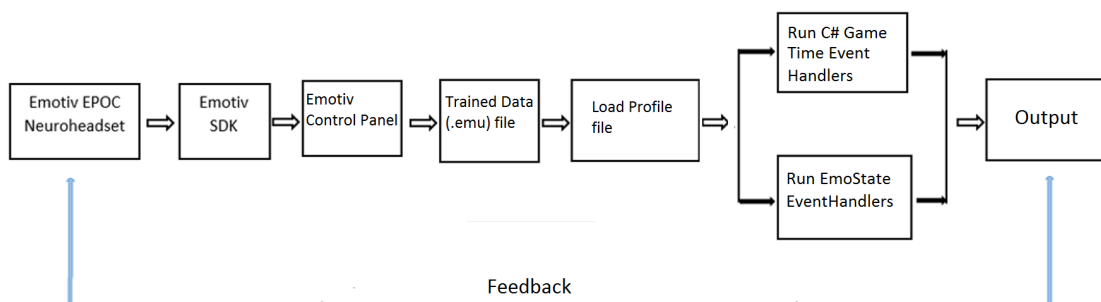 Emotiv EPOC
Neuroheadset
Emotiv
SDK
Emotiv
Control Panel
Trained Data
(.emu) file
Load Profile
file
Run C# Game
Time Event
Handlers
Run EmoState
EventHandlers
Output
Feedback